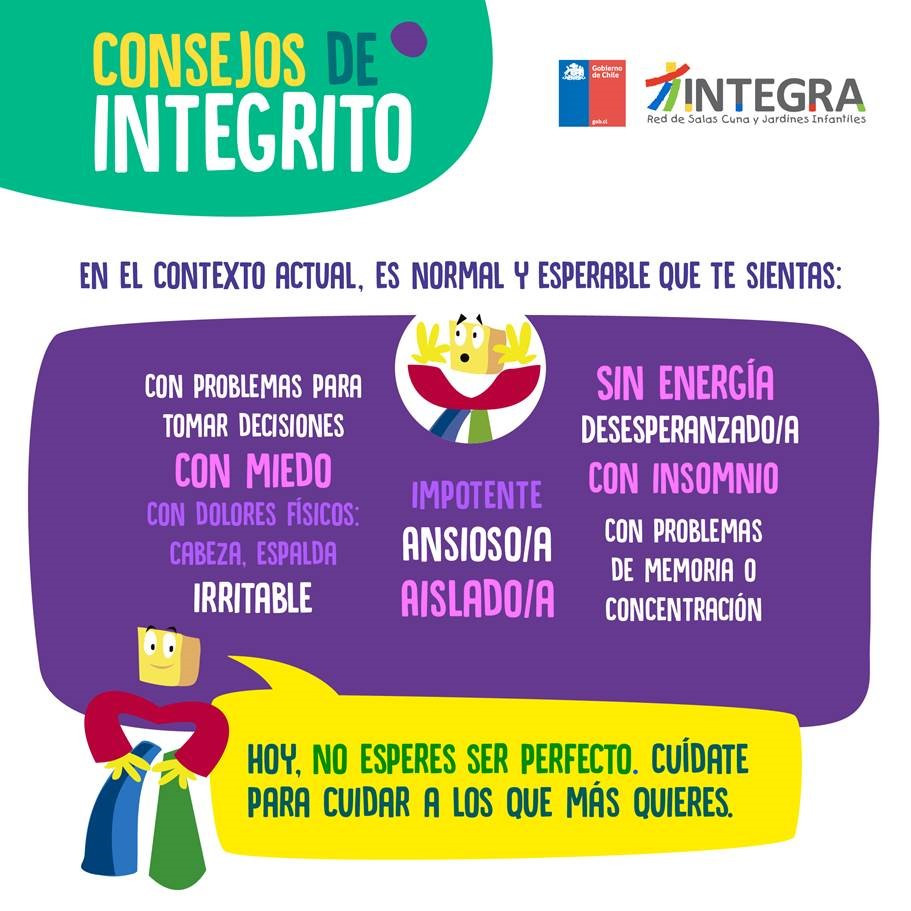 CONSEJOS DE
INTEGRITO
Gobierno
de Chile
gob.cl
INTEGRA
Red de Salas Cuna y Jardines Infantiles
EN EL CONTEXTO ACTUAL, ES NORMAL Y ESPERABLE QUE TE SIENTAS:
CON PROBLEMAS PARA
TOMAR DECISIONES
CON MIEDO
CON DOLORES FÍSICOS:
CABEZA, ESPALDA
IRRITABLE
IMPOTENTE
ANSIOSO/A
AISLADO/A
SIN ENERGÍA
DESESPERANZADO/A
CON INSOMNIO
CON PROBLEMAS
DE MEMORIA O
CONCENTRACIÓN
HOY, NO ESPERES SER PERFECTO. CUÍDATE
PARA CUIDAR A LOS QUE MÁS QUIERES.